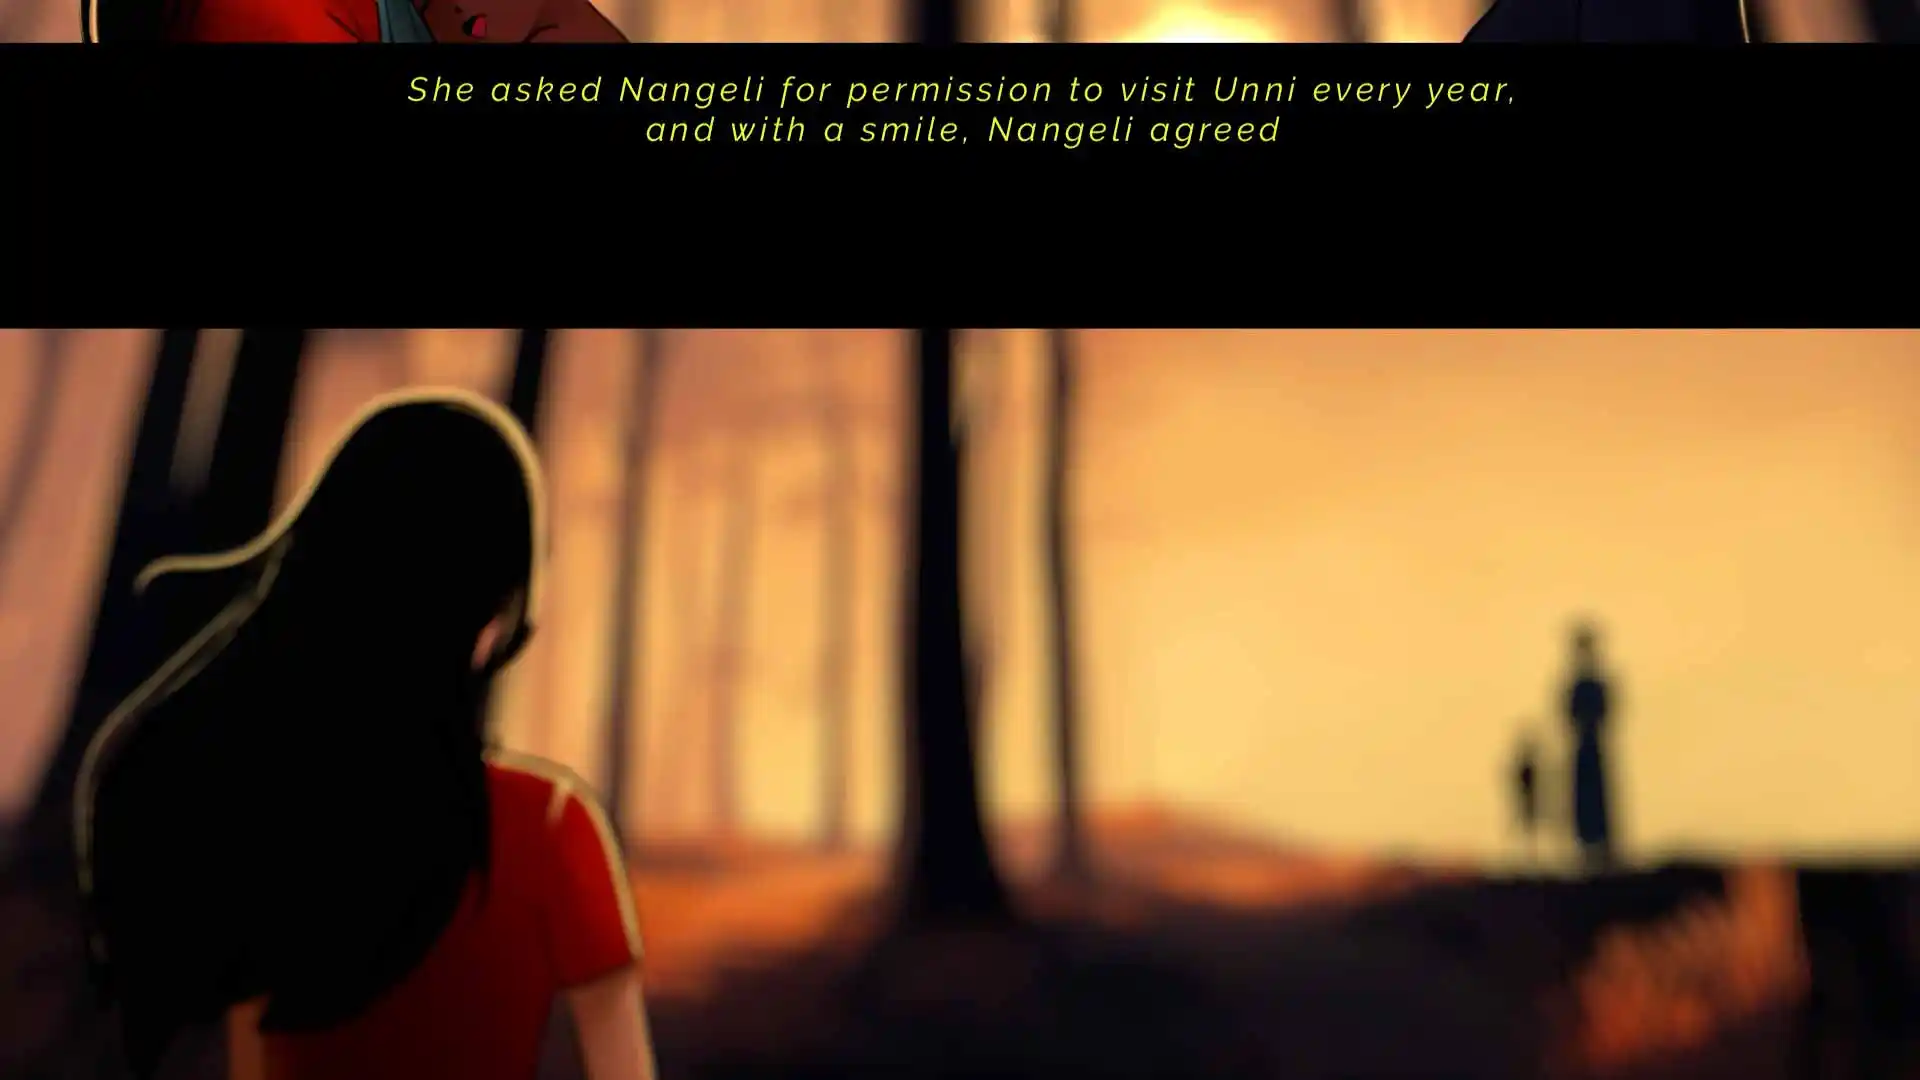 She asked Nangeli for permission to visit Unni every year,
and with a smile, Nangeli agreed